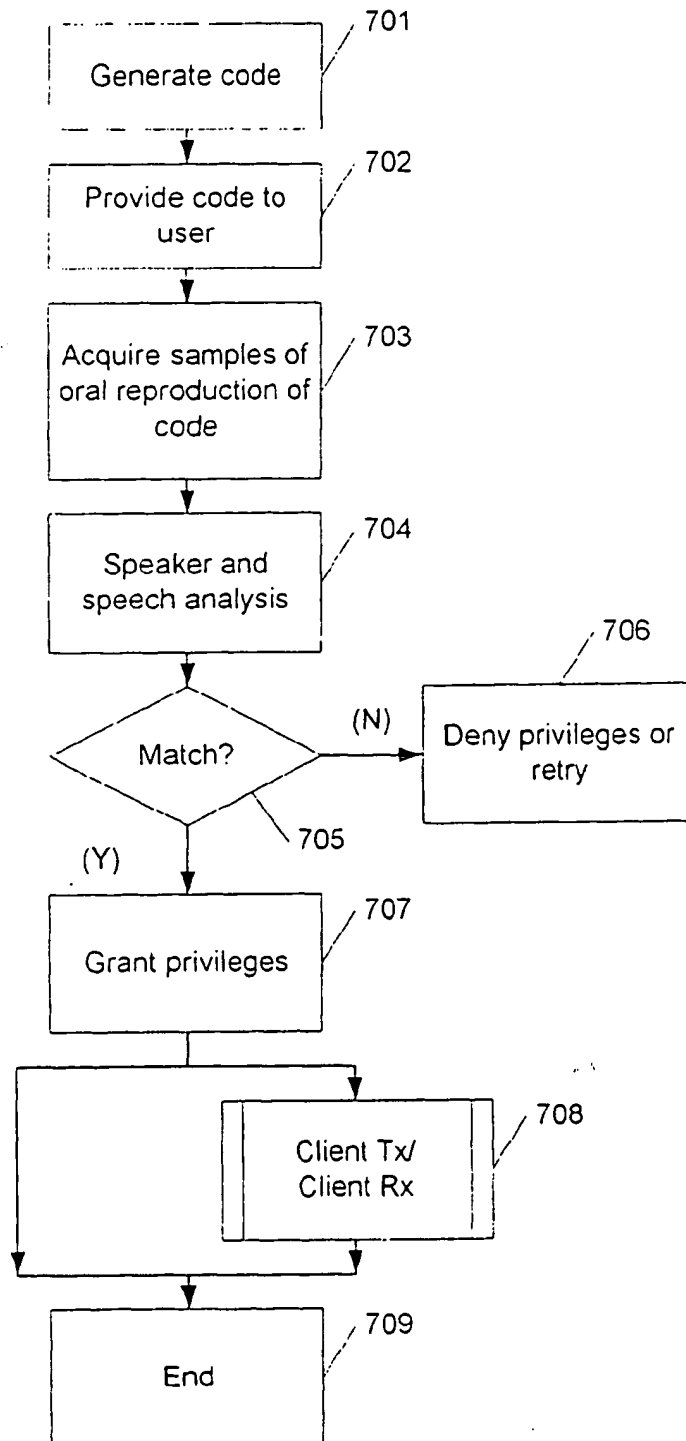 701
Generate code
702
Provide code to
user
703
Acquire samples of
oral reproduction of
code
704
Speaker and
speech analysis
706
(N)
Deny privileges or
retry
Match?
705
(Y)
707
Grant privileges
708
Client Tx/
Client Rx
709
End